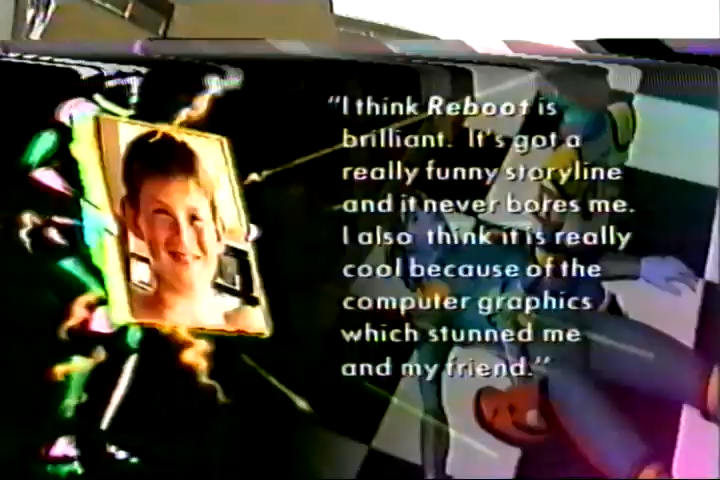 "I think Reboot is
brilliant. It's got a
really funny storyline
and it never bores me.
I also think it is really
cool because of the
computer graphics
which stunned me
and my friend."